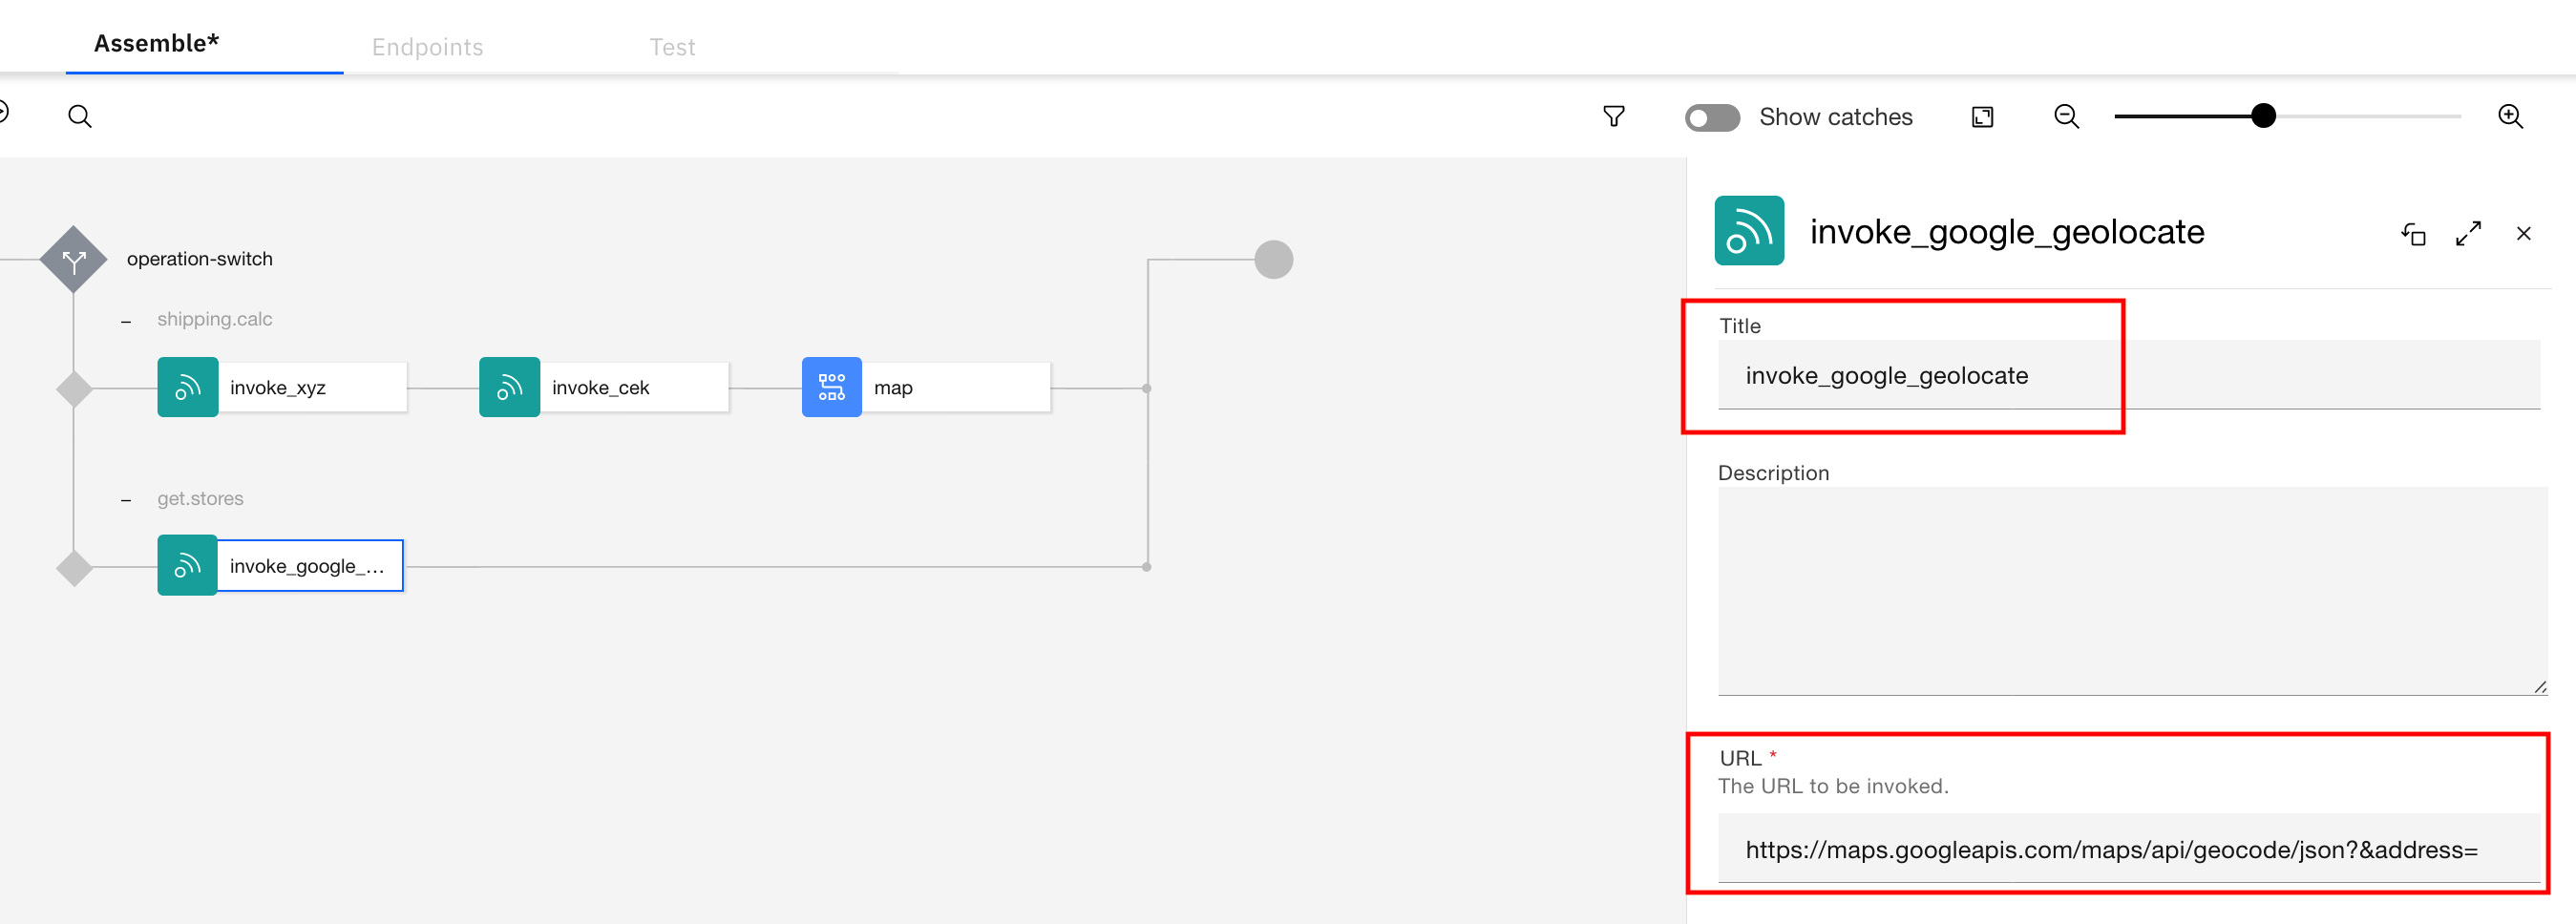 Assemble*
Endpoints
Test
Show catches
operation-switch
shipping.calc
invoke_xyz
invoke_cek
map
get.stores
invoke_google_...
invoke_google_geolocate
Title
invoke_google_geolocate
Description
URL *
The URL to be invoked.
https://maps.googleapis.com/maps/api/geocode/json?&address=